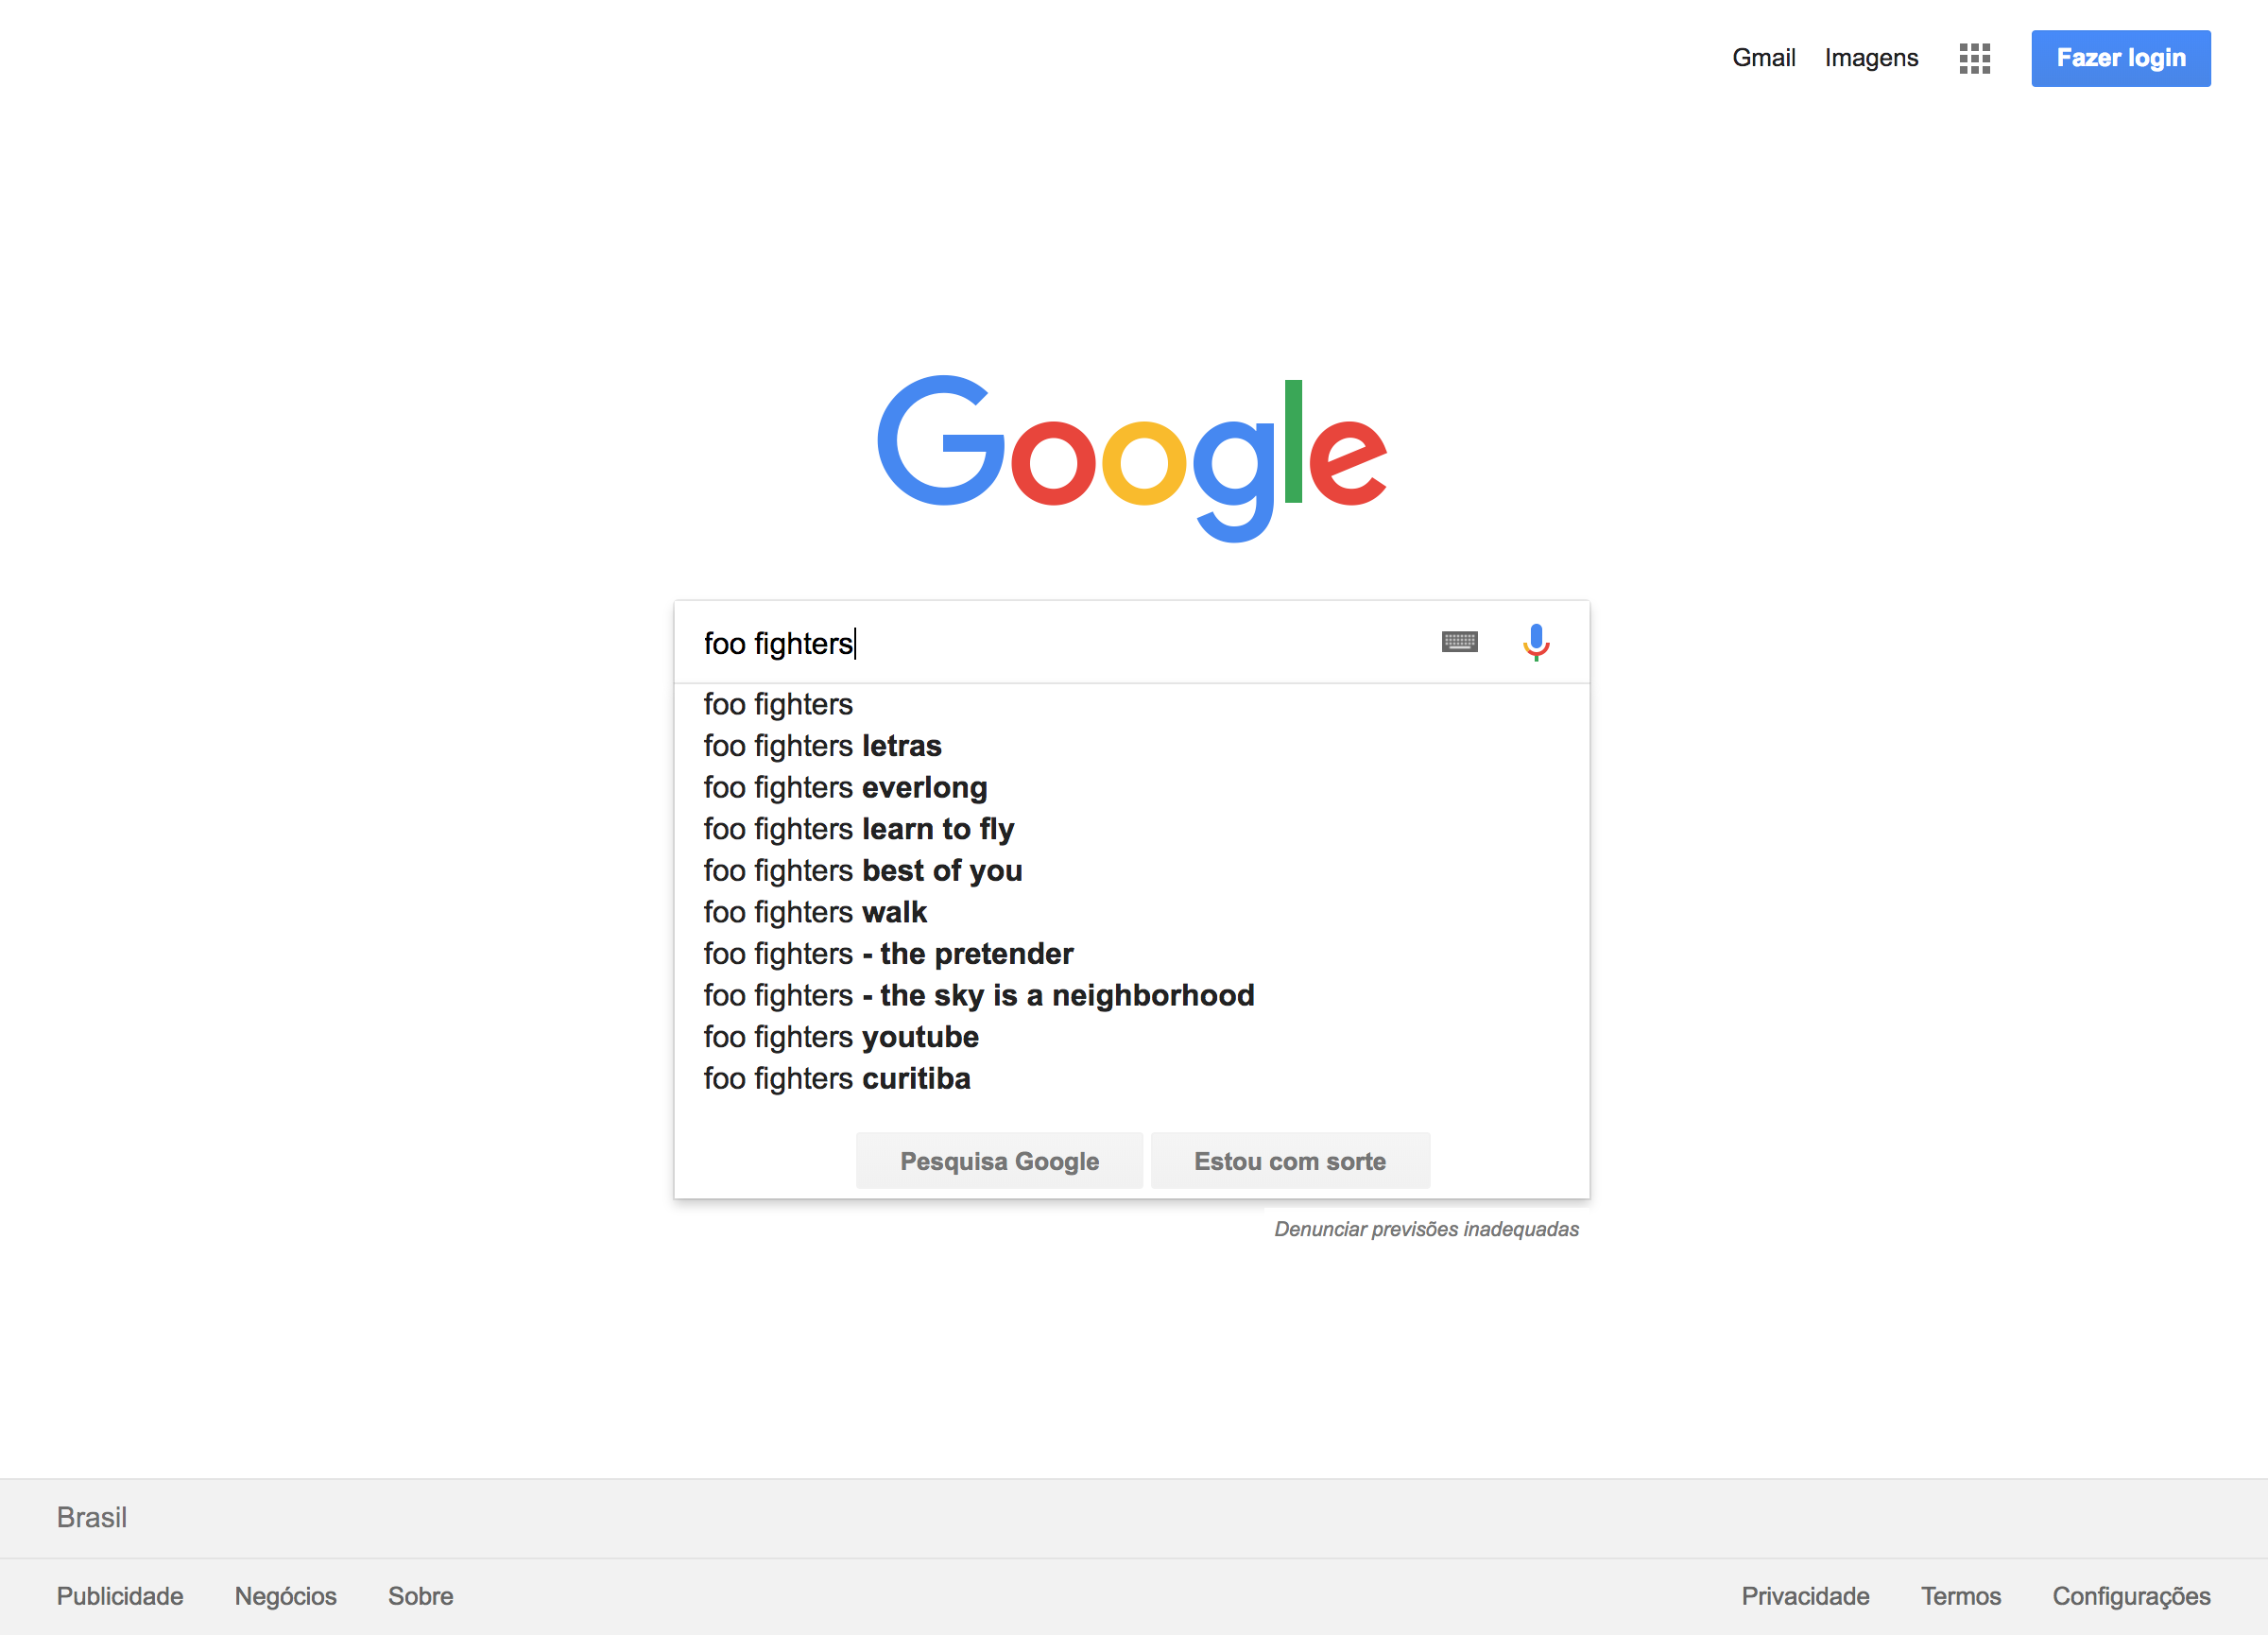 Gmail Imagens Fazer login
Google
foo fighters
foo fighters
foo fighters letras
foo fighters everlong
foo fighters learn to fly
foo fighters best of you
foo fighters walk
foo fighters - the pretender
foo fighters - the sky is a neighborhood
foo fighters youtube
foo fighters curitiba
Pesquisa Google Estou com sorte
Denunciar previsões inadequadas
Brasil
Publicidade Negócios Sobre Privacidade Termos Configurações